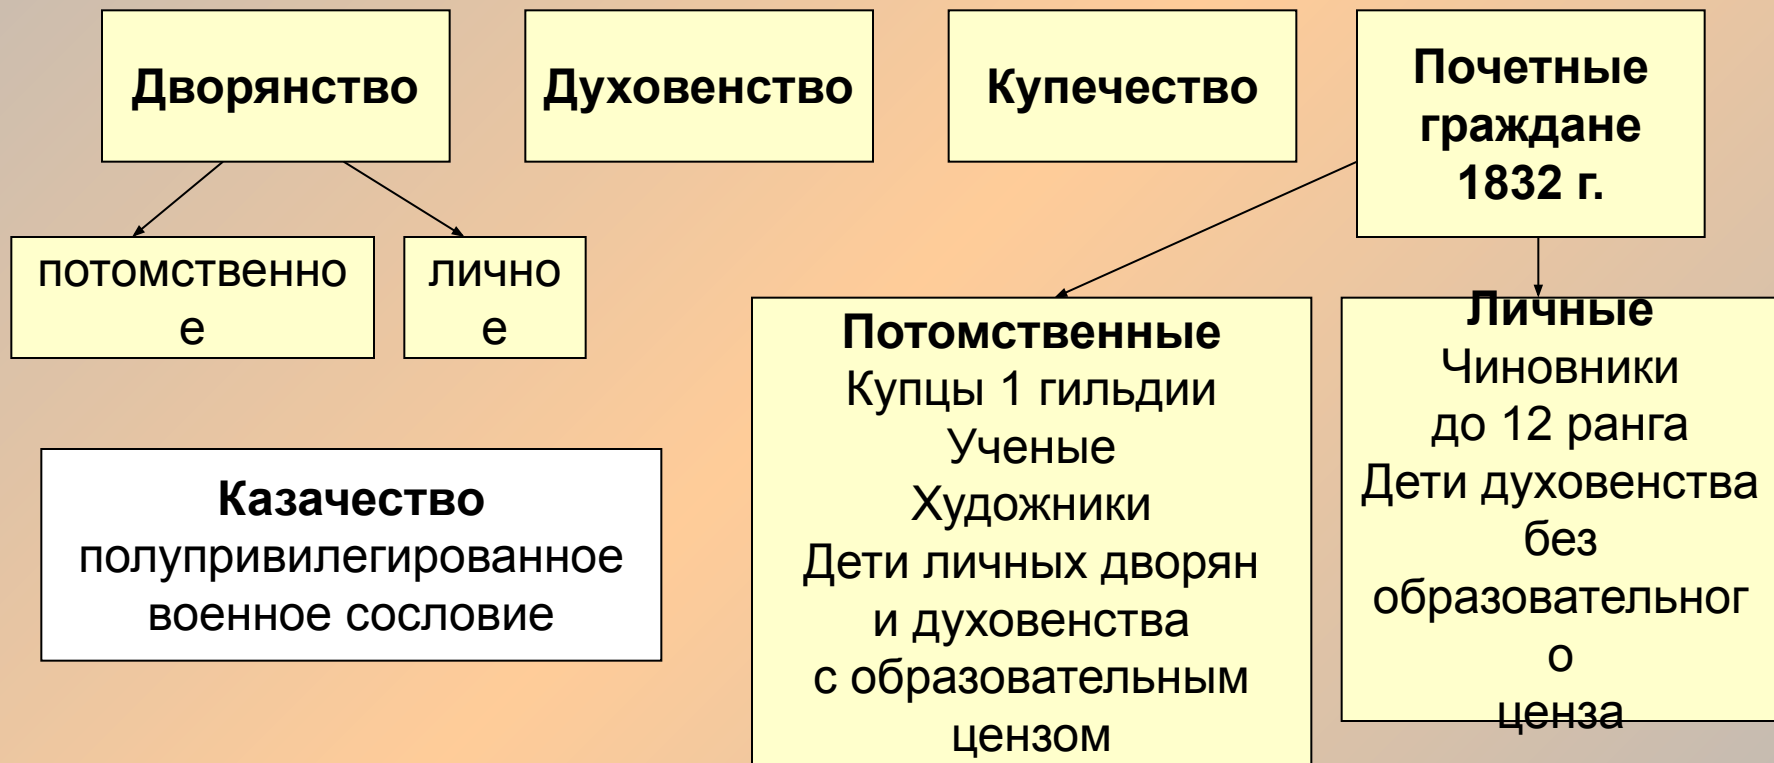 Дворянство
Духовенство
Купечество
Почетные
граждане
1832 г.
потомственно
е
лично
е
Потомственные
Купцы 1 гильдии
Ученые
Художники
Дети личных дворян
и духовенства
с образовательным
цензом
Личные
Чиновники
до 12 ранга
Дети духовенства
без
образовательног
о
ценза
Казачество
полупривилегированное
военное сословие